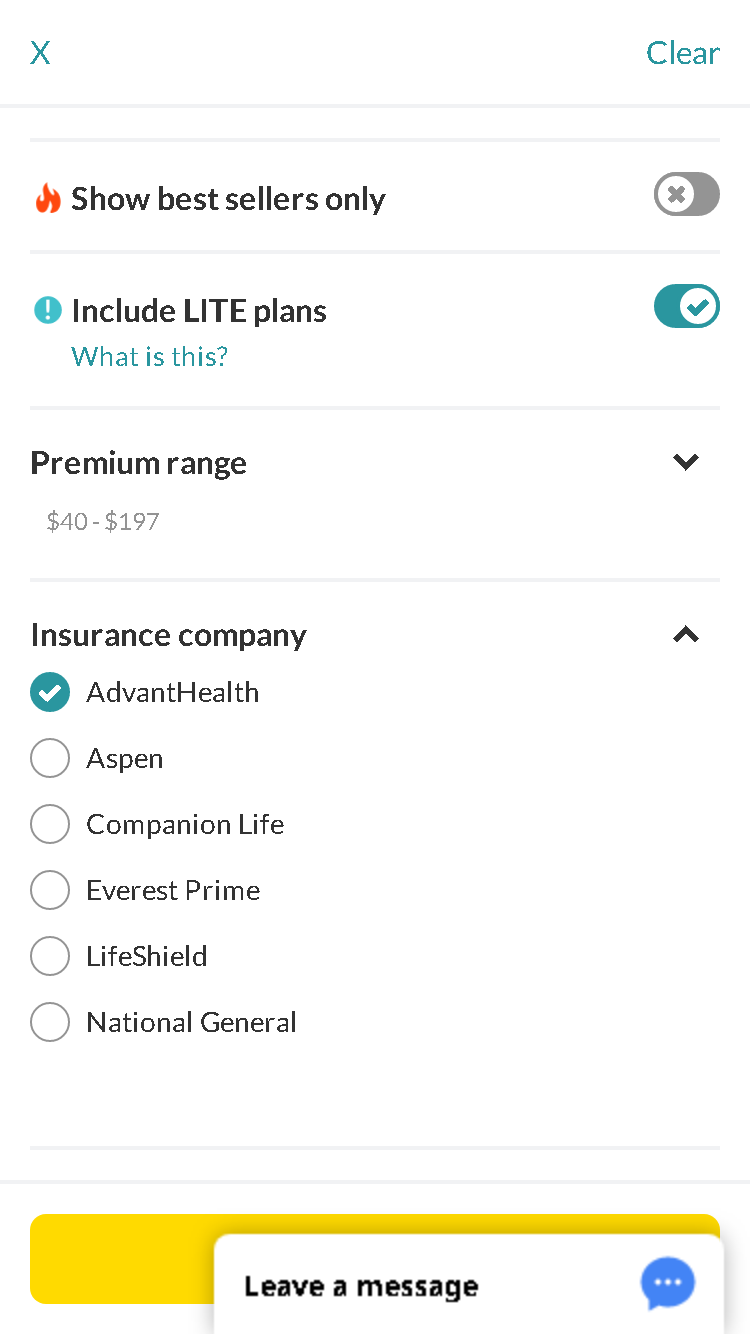 X
Clear
Show best sellers only
Include LITE plans
What is this?
Premium range
$40 - $197
Insurance company
AdvantHealth
Aspen
Companion Life
Everest Prime
LifeShield
National General
Leave a message